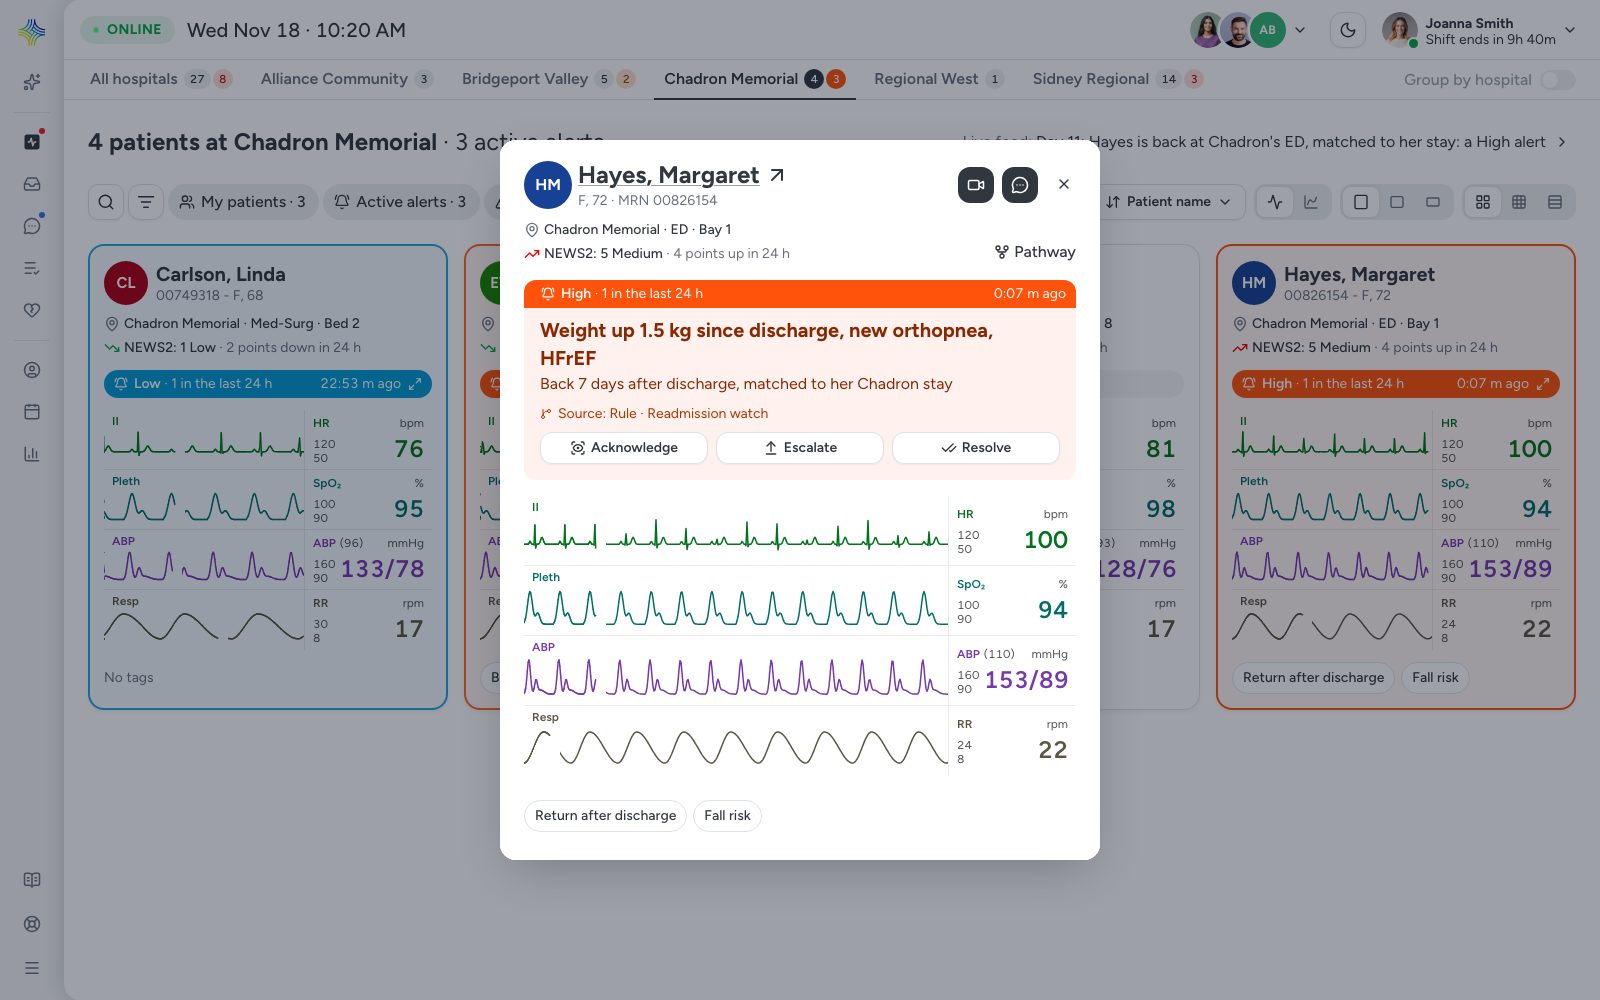 ONLINE
Wed Nov 18 · 10:20 AM
AB
Joanna Smith
Shift ends in 9h 40m
All hospitals 27 8
Alliance Community 3
Bridgeport Valley 5 2
Chadron Memorial 4 3
Regional West 1
Sidney Regional 14 3
Group by hospital
4 patients at Chadron Memorial · 3 active alerts
Live feed: Day 11: Hayes is back at Chadron's ED, matched to her stay: a High alert
My patients · 3
Active alerts · 3
Patient name
CL
Carlson, Linda
00749318 - F, 68
Chadron Memorial · Med-Surg · Bed 2
NEWS2: 1 Low · 2 points down in 24 h
Low · 1 in the last 24 h 22:53 m ago
II
HR bpm
120
50
76
Pleth
SpO₂ %
100
90
95
ABP
ABP (96) mmHg
160
90
133/78
Resp
RR rpm
30
8
17
No tags
HM
Hayes, Margaret
F, 72 · MRN 00826154
Chadron Memorial · ED · Bay 1
NEWS2: 5 Medium · 4 points up in 24 h
Pathway
High · 1 in the last 24 h 0:07 m ago
Weight up 1.5 kg since discharge, new orthopnea,
HFrEF
Back 7 days after discharge, matched to her Chadron stay
Source: Rule · Readmission watch
Acknowledge
Escalate
Resolve
II
HR bpm
120
50
100
Pleth
SpO₂ %
100
90
94
ABP
ABP (110) mmHg
160
90
153/89
Resp
RR rpm
24
8
22
Return after discharge
Fall risk
8
h
bpm
81
%
98
93) mmHg
128/76
rpm
17
HM
Hayes, Margaret
00826154 - F, 72
Chadron Memorial · ED · Bay 1
NEWS2: 5 Medium · 4 points up in 24 h
High · 1 in the last 24 h 0:07 m ago
II
HR bpm
120
50
100
Pleth
SpO₂ %
100
90
94
ABP
ABP (110) mmHg
160
90
153/89
Resp
RR rpm
24
8
22
Return after discharge
Fall risk